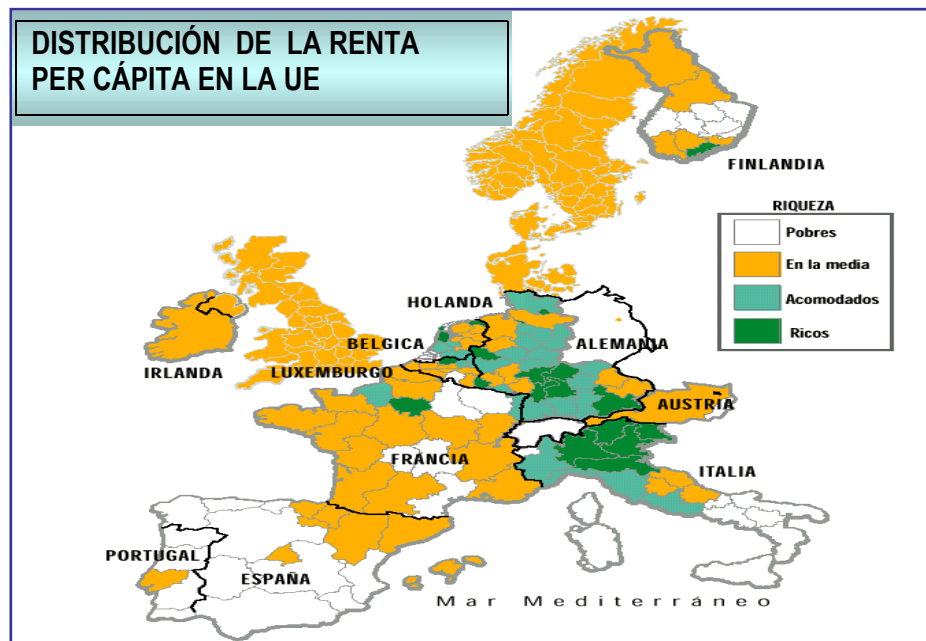 DISTRIBUCIÓN DE LA RENTA
PER CÁPITA EN LA UE
FINLANDIA
RIQUEZA
Pobres
En la media
Acomodados
Ricos
HOLANDA
BELGICA
ALEMANIA
IRLANDA
LUXEMBURGO
AUSTRIA
FRANCIA
ITALIA
PORTUGAL
ESPAÑA
Mar Mediterráneo